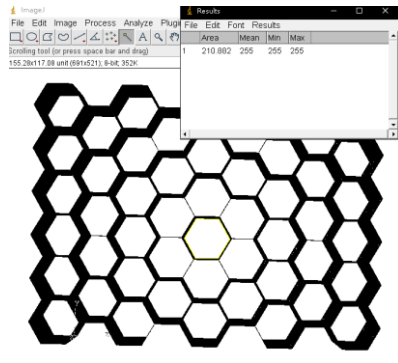 Image3
File Edit Image Process Analyze Plugi
Scrolling tool (or press space bar and drag)
155.28x117.08 unit (691x521); 8-bit; 352K
Results
File Edit Font Results
Area Mean Min Max
1 210.882 255 255 255